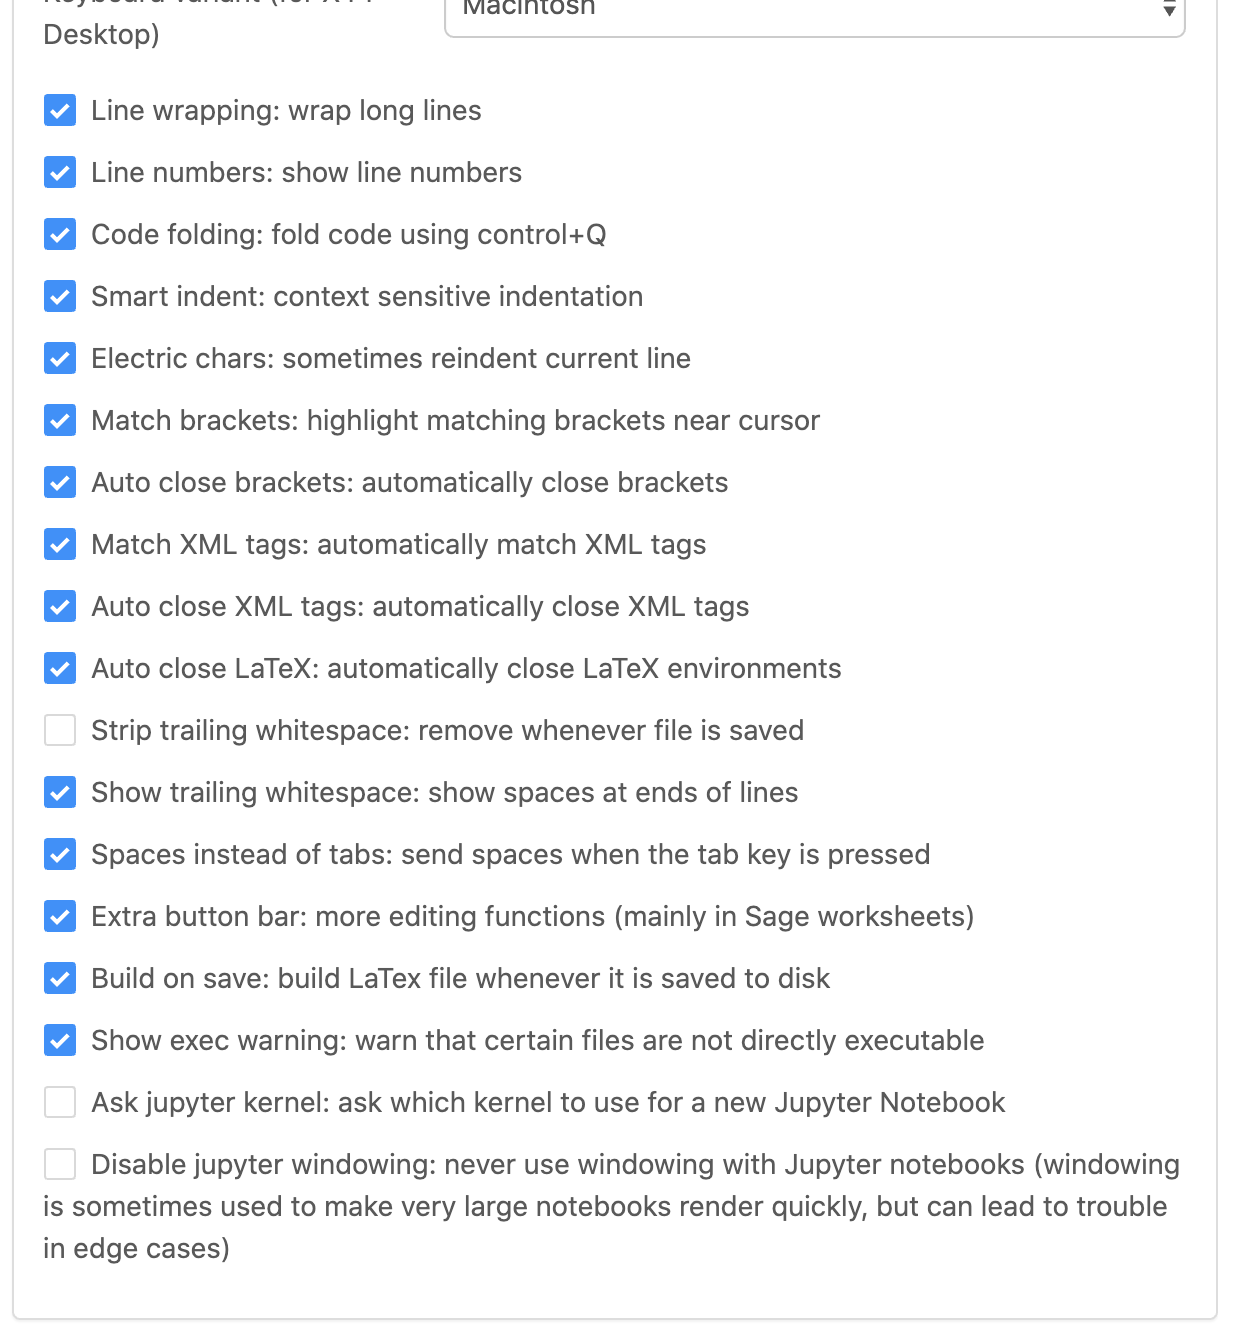 Keyboard variant (for X11
Desktop)
Macintosh
Line wrapping: wrap long lines
Line numbers: show line numbers
Code folding: fold code using control+Q
Smart indent: context sensitive indentation
Electric chars: sometimes reindent current line
Match brackets: highlight matching brackets near cursor
Auto close brackets: automatically close brackets
Match XML tags: automatically match XML tags
Auto close XML tags: automatically close XML tags
Auto close LaTeX: automatically close LaTeX environments
Strip trailing whitespace: remove whenever file is saved
Show trailing whitespace: show spaces at ends of lines
Spaces instead of tabs: send spaces when the tab key is pressed
Extra button bar: more editing functions (mainly in Sage worksheets)
Build on save: build LaTex file whenever it is saved to disk
Show exec warning: warn that certain files are not directly executable
Ask jupyter kernel: ask which kernel to use for a new Jupyter Notebook
Disable jupyter windowing: never use windowing with Jupyter notebooks (windowing
is sometimes used to make very large notebooks render quickly, but can lead to trouble
in edge cases)